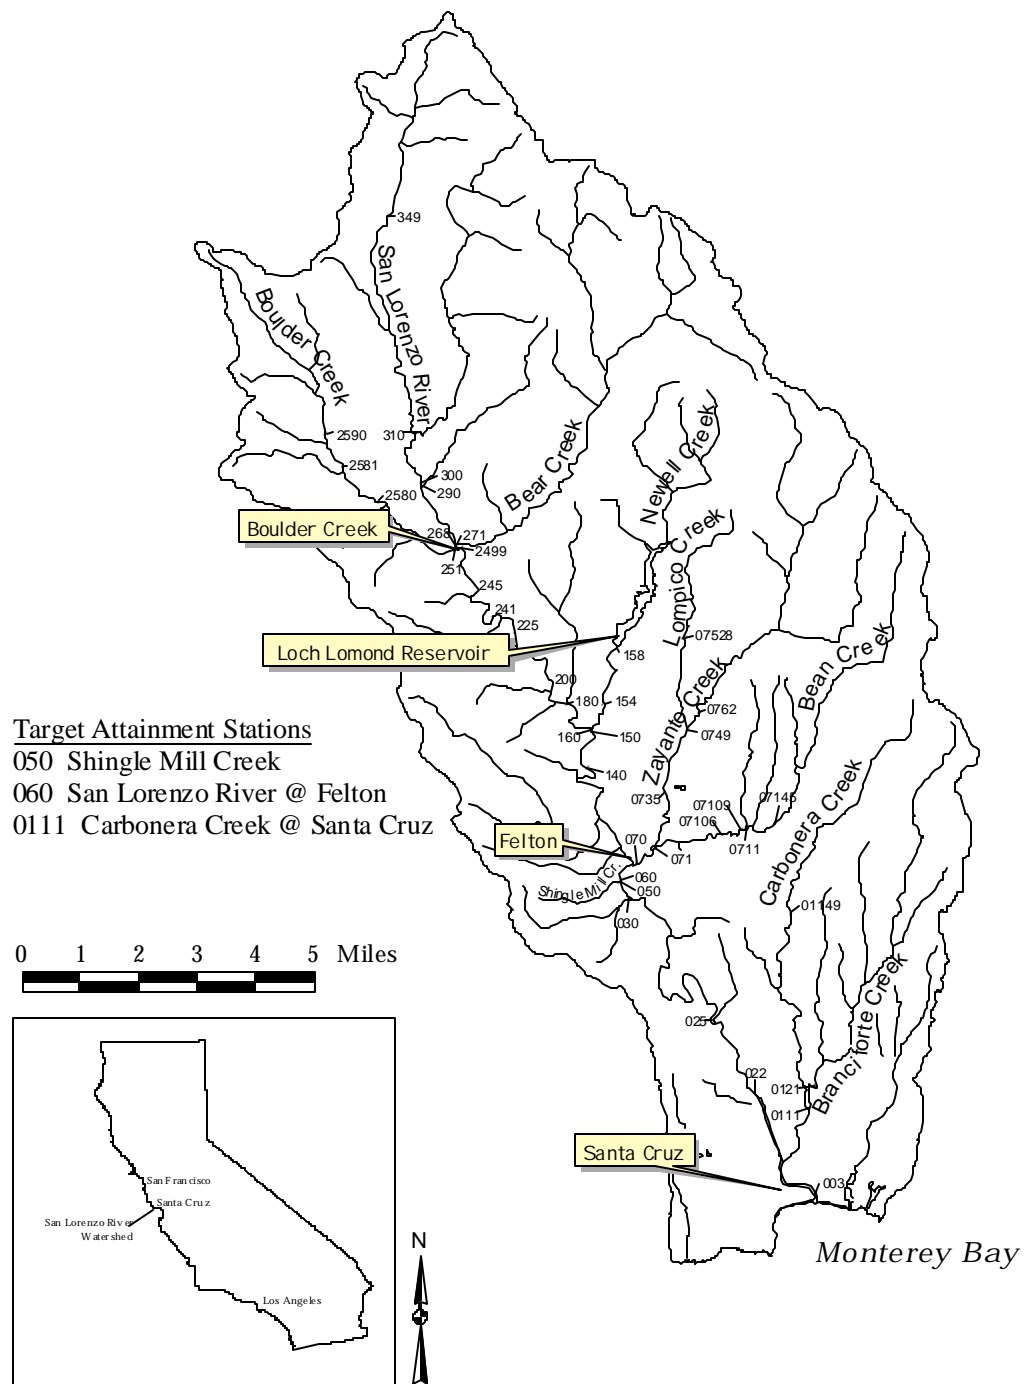 349
San Lorenzo River
Boulder Creek
310
2590
2581
300
290
2580
Bear Creek
Newell Creek
Boulder Creek
268
271
2499
251
245
241
225
Lompico Creek
Loch Lomond Reservoir
07528
158
Bean Creek
200
180
154
0762
Zayante Creek
160
150
0749
Target Attainment Stations
050 Shingle Mill Creek
060 San Lorenzo River @ Felton
0111 Carbonera Creek @ Santa Cruz
140
0735
07109
07145
07106
Carbonera Creek
Felton
070
071
0711
060
050
Shingle Mill Cr.
030
01149
0 1 2 3 4 5 Miles
Branciforte Creek
025
022
0121
0111
Santa Cruz
003
San Francisco
Santa Cruz
San Lorenzo River
Watershed
Los Angeles
N
Monterey Bay